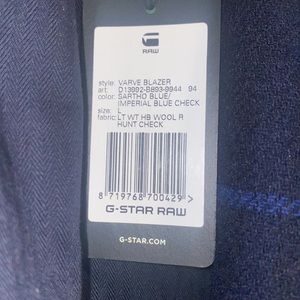 RAW
style: VARVE BLAZER
art: D13992-B893-9944 94
color: SARTHO BLUE/
IMPERIAL BLUE CHECK
size: L
fabric: LT WT HB WOOL R
HUNT CHECK
8 719768 700429 >
G-STAR RAW
G-STAR.COM